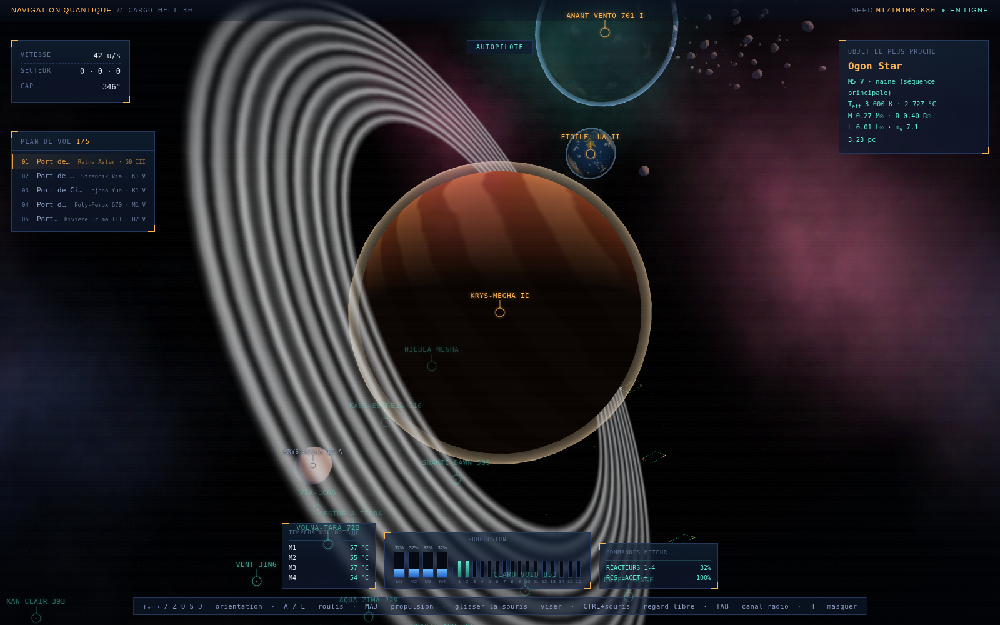 NAVIGATION QUANTIQUE // CARGO HELI-30
SEED MTZTM1MB-K80 ● EN LIGNE
ANANT VENTO 701 I
AUTOPILOTE
VITESSE 42 u/s
SECTEUR 0 · 0 · 0
CAP 346°
OBJET LE PLUS PROCHE
Ogon Star
M5 V · naine (séquence
principale)
Teff 3 000 K · 2 727 °C
M 0.27 M☉ · R 0.40 R☉
L 0.01 L☉ · mv 7.1
3.23 pc
PLAN DE VOL 1/5
01 Port de… Ratna Aster · G0 III
02 Port de … Strannik Via · K1 V
03 Port de Ci… Lejano Yue · K1 V
04 Port d… Poly-Ferox 670 · M1 V
05 Port… Riviere Bruma 111 · B2 V
ETOILE-LUA II
KRYS-MEGHA II
NIEBLA MEGHA
KASS-ESTRELA 110
KRYS-MEGHA II A
SHAKTI DAWN 589
VIA-LONG
ESTRELA TERRA
VOLNA-TARA 723
TEMPÉRATURE MOTEUR
M1 57 °C
M2 55 °C
M3 57 °C
M4 54 °C
PROPULSION
32% 32% 32% 32%
M1 M2 M3 M4 1 2 3 4 5 6 7 8 9 10 11 12 13 14 15 16
COMMANDES MOTEUR
RÉACTEURS 1-4 32%
RCS LACET + 100%
VENT JING
CLARO VOID 853
DRIFT SONGE
XAN CLAIR 393
AQUA ZIMA 229
↑↓←→ / Z Q S D — orientation · A / E — roulis · MAJ — propulsion · glisser la souris — viser · CTRL+souris — regard libre · TAB — canal radio · H — masquer